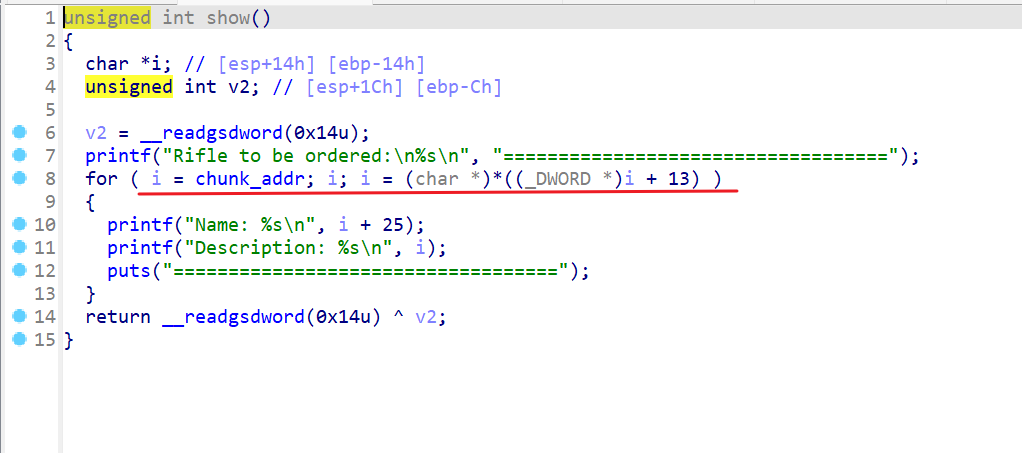 1 unsigned int show()
2 {
3 char *i; // [esp+14h] [ebp-14h]
4 unsigned int v2; // [esp+1Ch] [ebp-Ch]
5
6 v2 = __readgsdword(0x14u);
7 printf("Rifle to be ordered:\n%s\n", "===================================");
8 for ( i = chunk_addr; i; i = (char *)*((_DWORD *)i + 13) )
9 {
10 printf("Name: %s\n", i + 25);
11 printf("Description: %s\n", i);
12 puts("===================================");
13 }
14 return __readgsdword(0x14u) ^ v2;
15 }